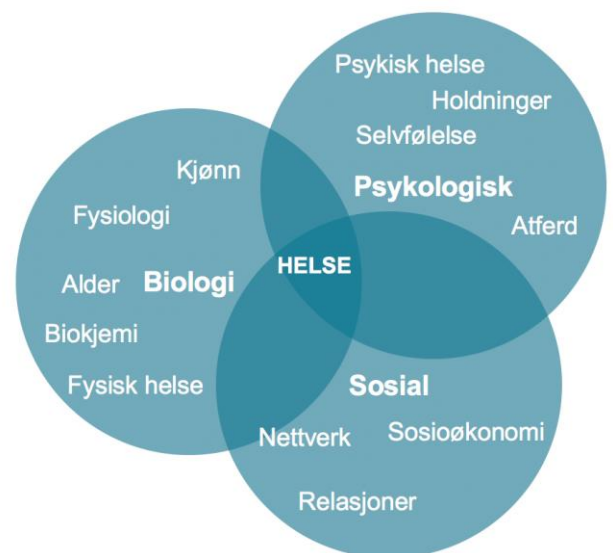 Psykisk helse
Holdninger
Selvfølelse
Psykologisk
Atferd
Kjønn
Fysiologi
Alder
Biologi
Biokjemi
Fysisk helse
HELSE
Sosial
Nettverk
Sosioøkonomi
Relasjoner